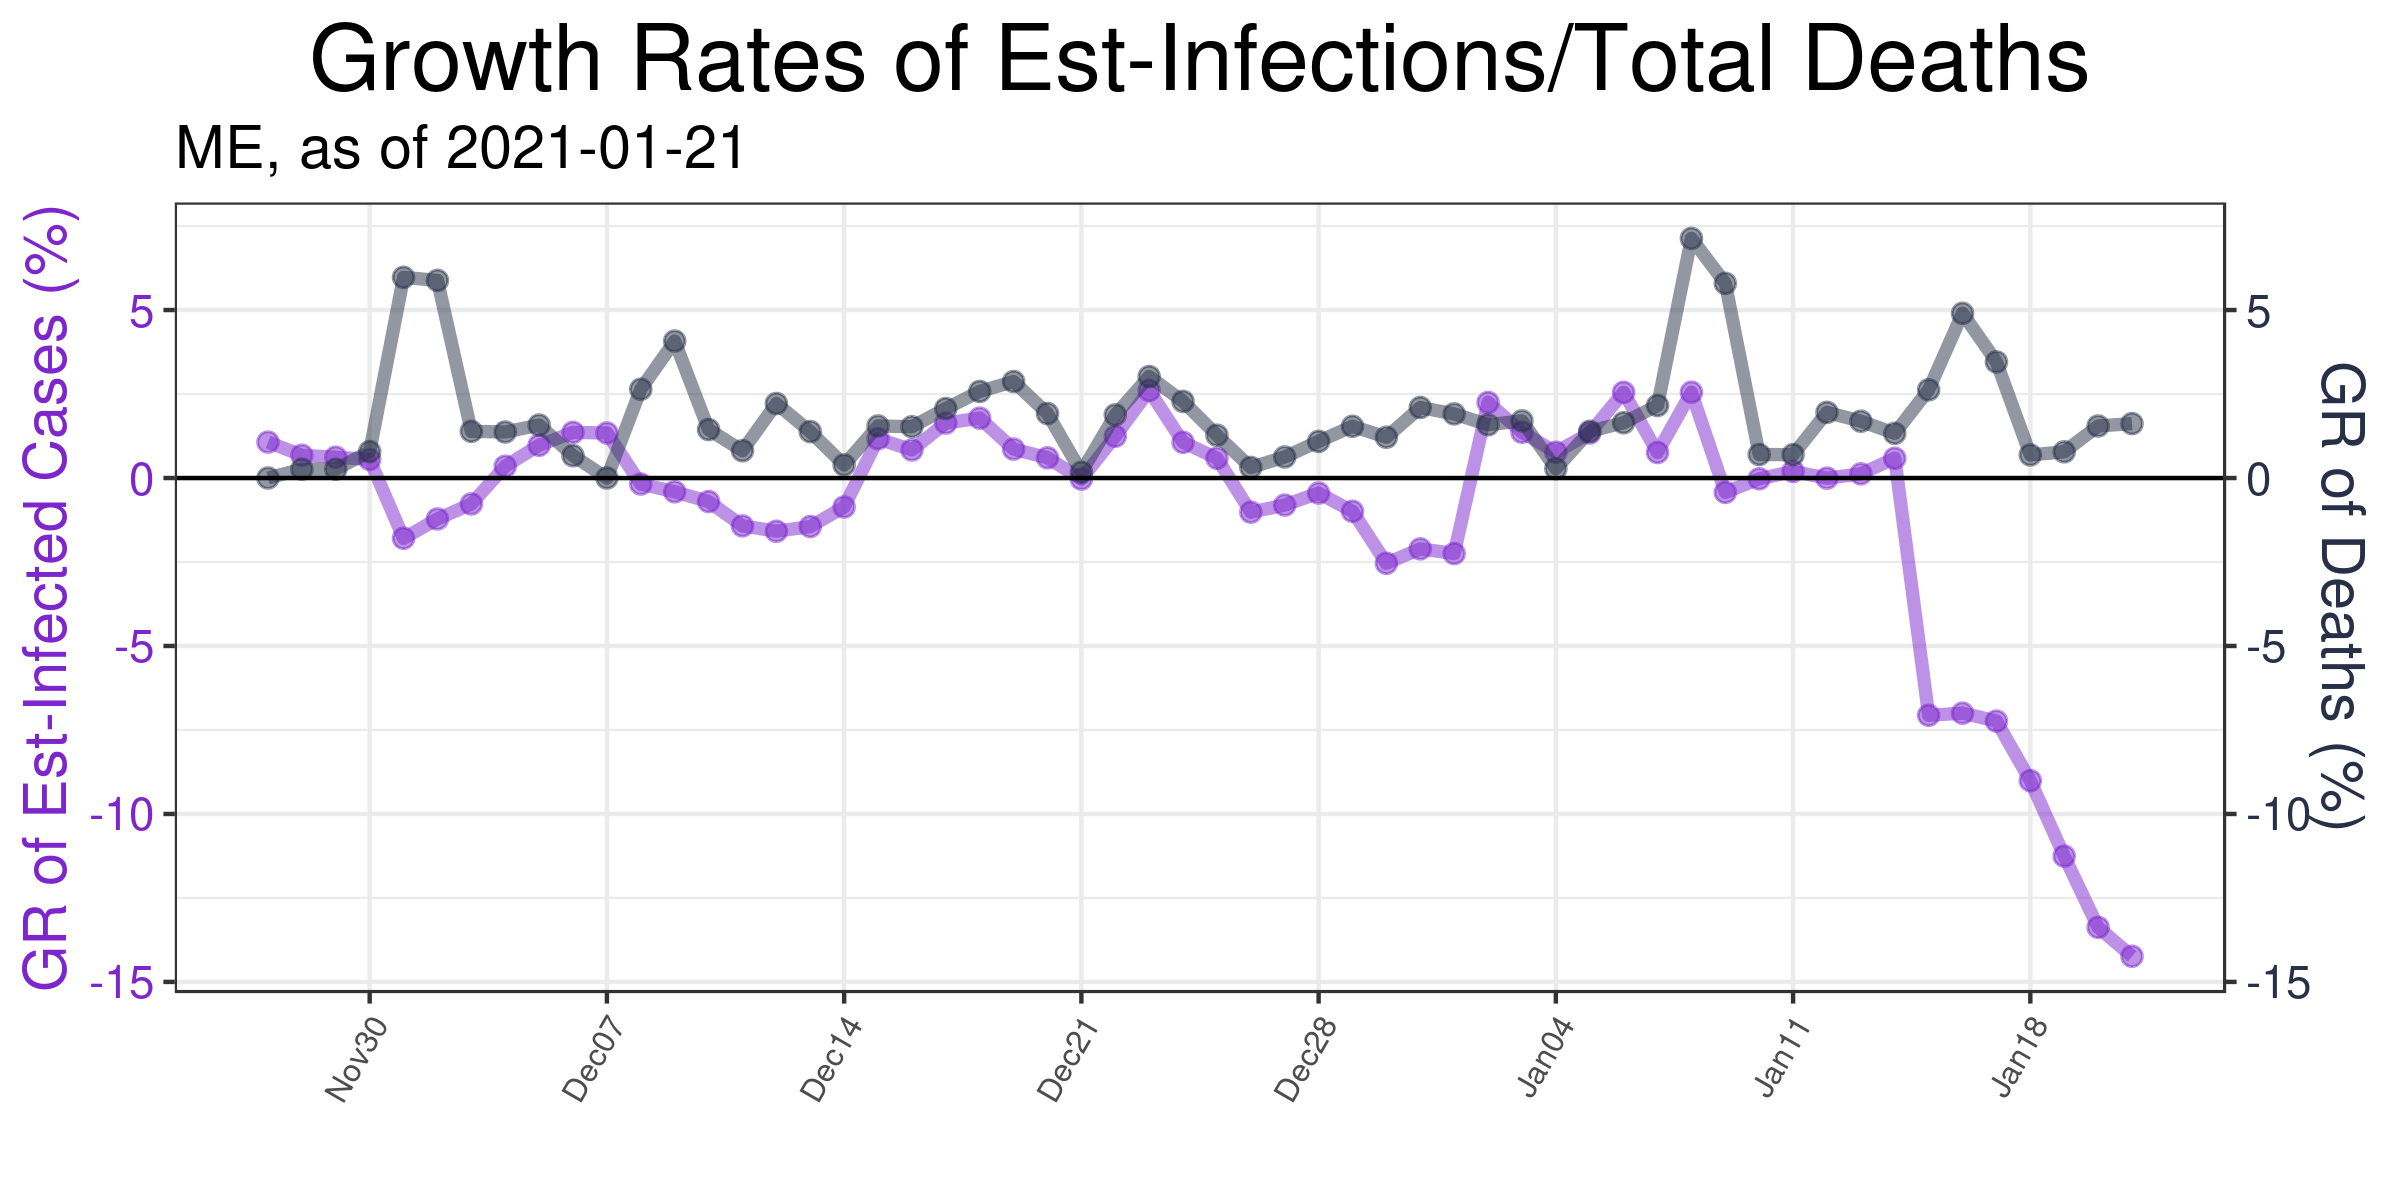 Growth Rates of Est-Infections/Total Deaths
ME, as of 2021-01-21
GR of Est-Infected Cases (%)
5
0
-5
-10
-15
5
0
-5
-10
-15
GR of Deaths (%)
Nov30
Dec07
Dec14
Dec21
Dec28
Jan04
Jan11
Jan18